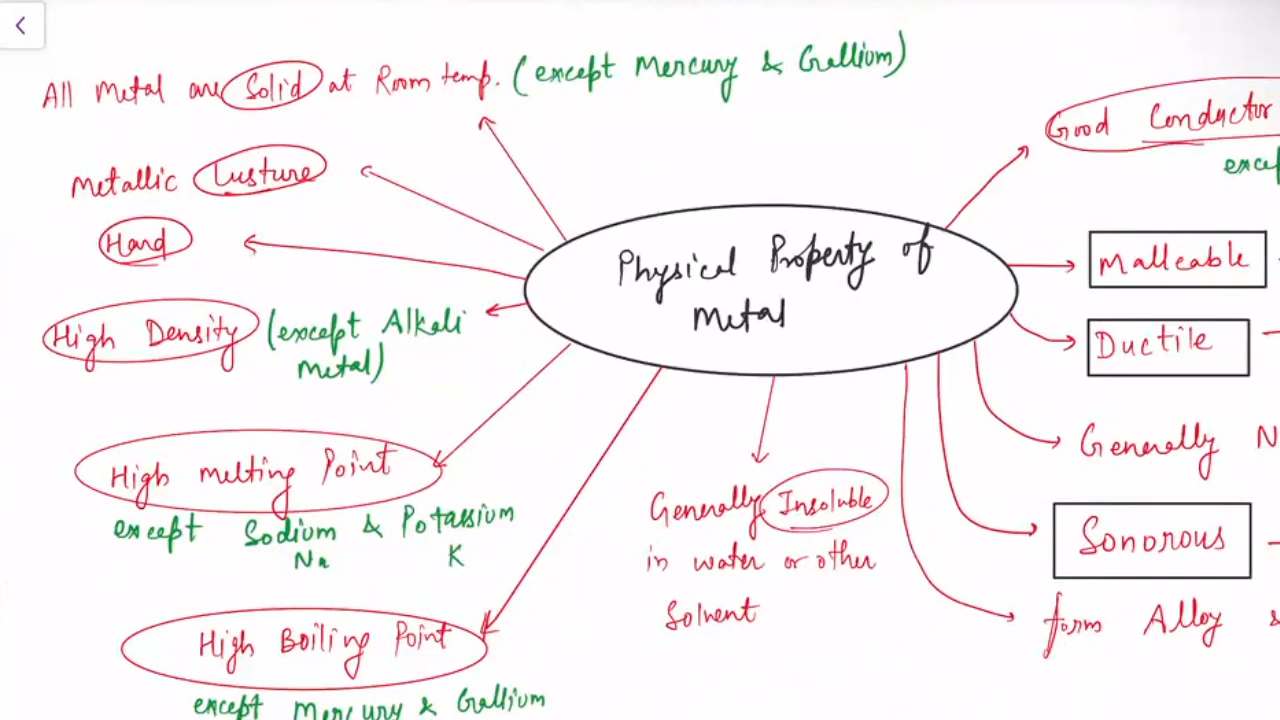 All Metal are Solid at Room temp. (except Mercury & Gallium)
Metallic Lusture
Hard
High Density (except Alkali
Metal)
High melting Point
except Sodium & Potassium
Na K
High Boiling Point
except Mercury & Gallium
Physical Property of
Metal
Generally Insoluble
in water or other
Solvent
Good Conductor
Malleable
Ductile
Generally
Sonorous
form Alloy &